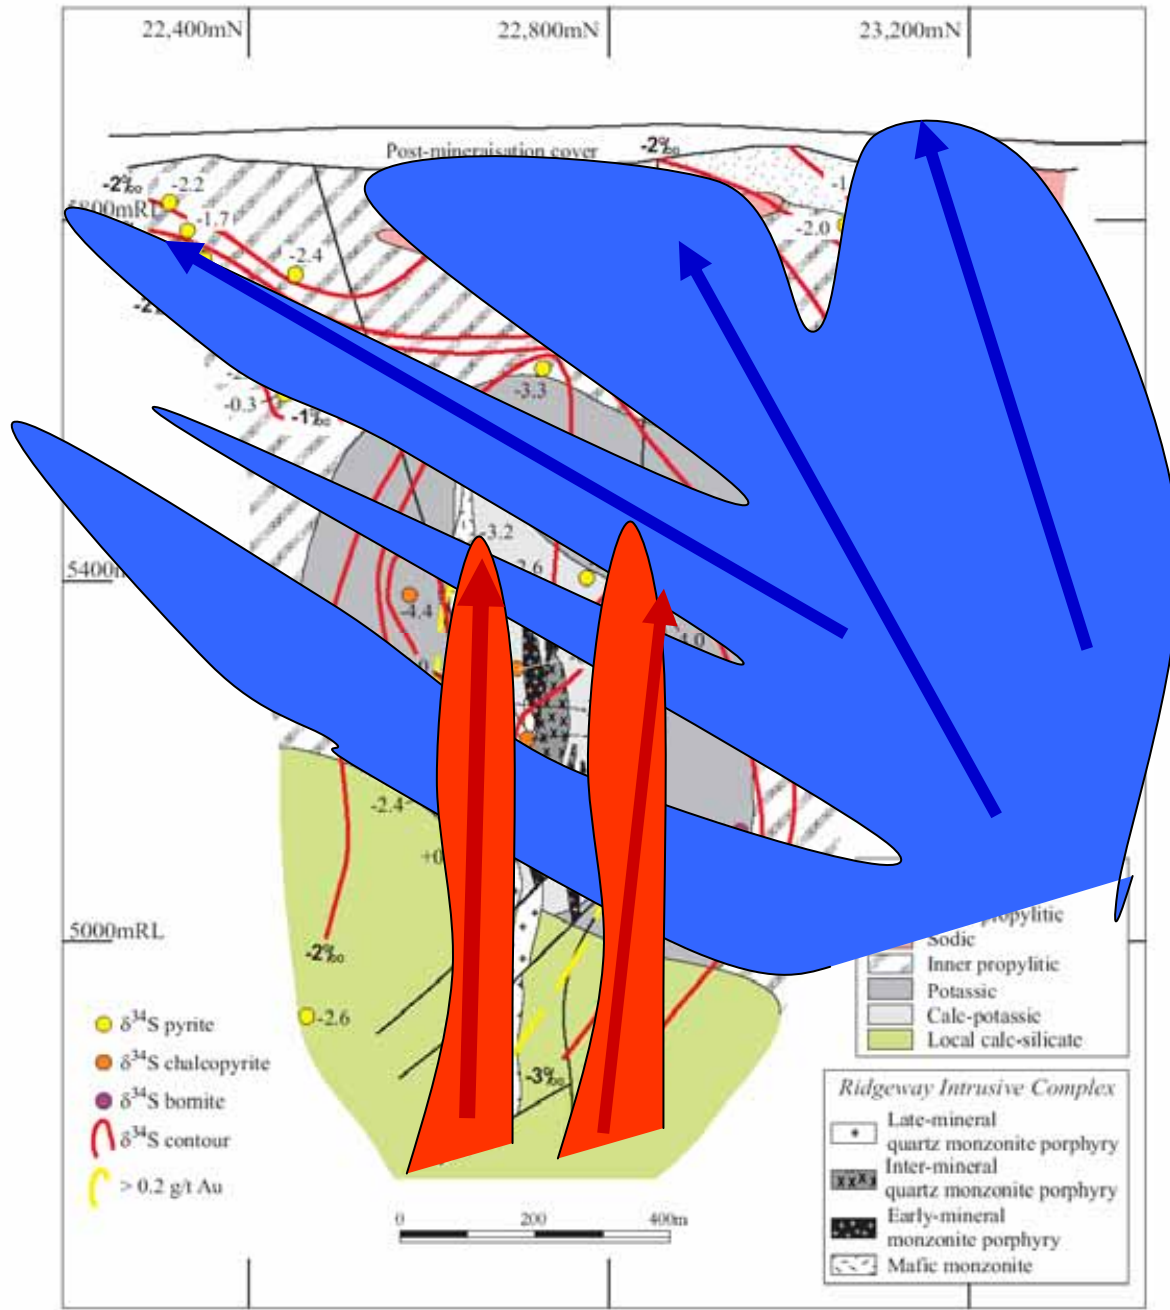 22,400mN
22,800mN
23,200mN
Post-mineraisation cover
-2‰
-2‰
-2.2
-1.7
-2.4
-2.0
-3.3
-0.3
-1‰
-3.2
-4.4
-2.4
5000mRL
-2‰
-2.6
-3‰
Sodic
Inner propylitic
Potassic
Calc-potassic
Local calc-silicate
δ34S pyrite
δ34S chalcopyrite
δ34S bornite
δ34S contour
> 0.2 g/t Au
0 200 400m
Ridgeway Intrusive Complex
Late-mineral
quartz monzonite porphyry
Inter-mineral
quartz monzonite porphyry
Early-mineral
monzonite porphyry
Mafic monzonite